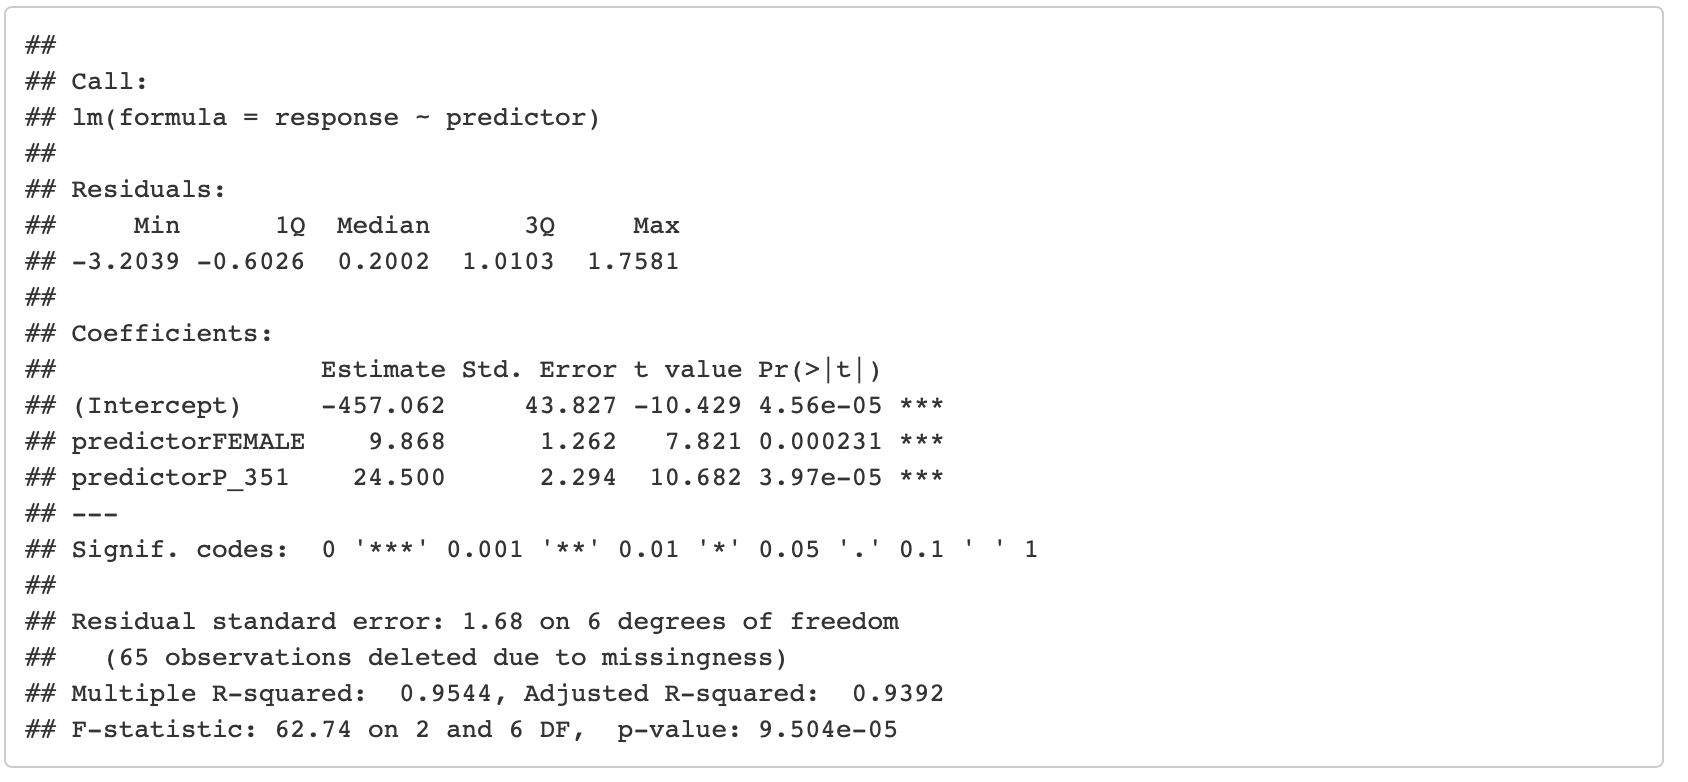 ##
## Call:
## lm(formula = response ~ predictor)
##
## Residuals:
##     Min      1Q  Median      3Q     Max
## -3.2039 -0.6026  0.2002  1.0103  1.7581
##
## Coefficients:
##                 Estimate Std. Error t value Pr(>|t|)
## (Intercept)     -457.062     43.827 -10.429 4.56e-05 ***
## predictorFEMALE    9.868      1.262   7.821 0.000231 ***
## predictorP_351    24.500      2.294  10.682 3.97e-05 ***
## ---
## Signif. codes:  0 '***' 0.001 '**' 0.01 '*' 0.05 '.' 0.1 ' ' 1
##
## Residual standard error: 1.68 on 6 degrees of freedom
##   (65 observations deleted due to missingness)
## Multiple R-squared:  0.9544, Adjusted R-squared:  0.9392
## F-statistic: 62.74 on 2 and 6 DF,  p-value: 9.504e-05